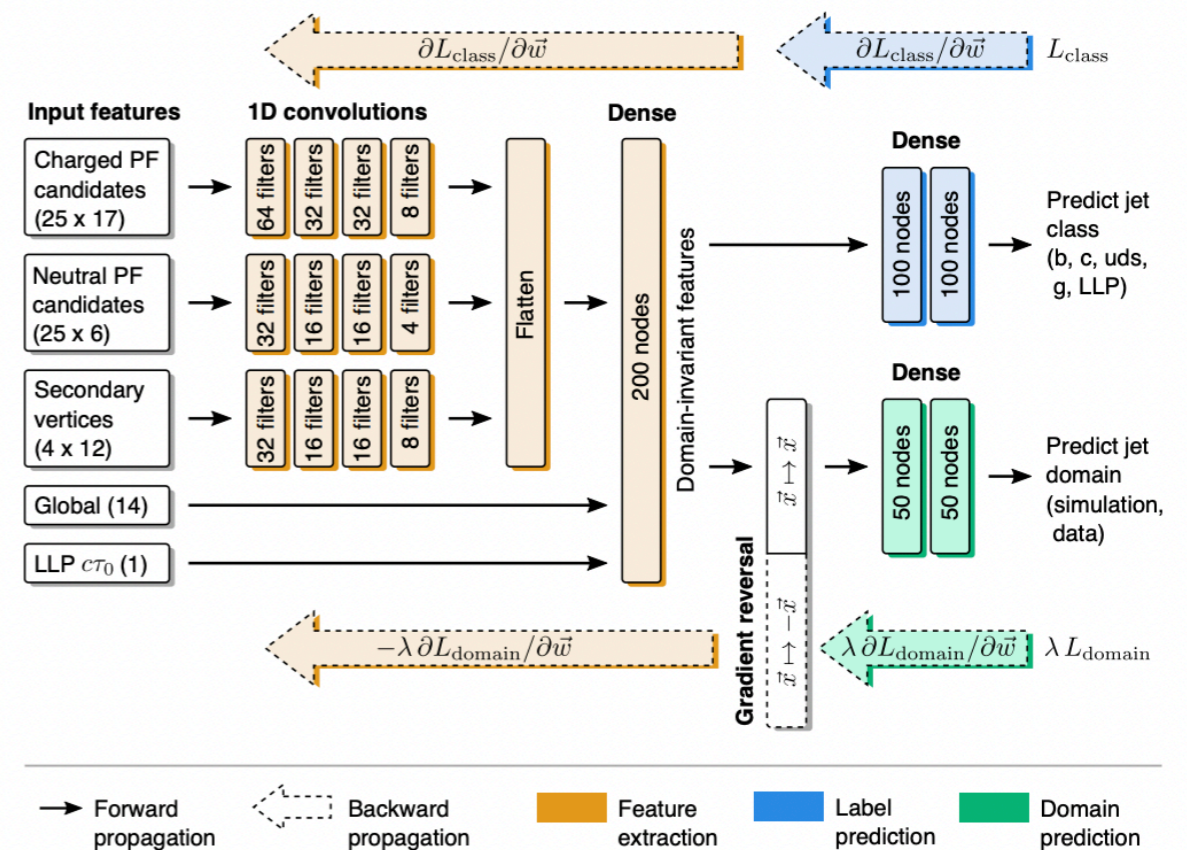 ∂L_class/∂w⃗
∂L_class/∂w⃗
L_class
Input features
1D convolutions
Dense
Dense
Charged PF
candidates
(25 x 17)
64 filters
32 filters
32 filters
8 filters
Neutral PF
candidates
(25 x 6)
32 filters
16 filters
16 filters
4 filters
Secondary
vertices
(4 x 12)
32 filters
16 filters
16 filters
8 filters
Global (14)
LLP cτ₀ (1)
Flatten
200 nodes
Domain-invariant features
100 nodes
100 nodes
Predict jet
class
(b, c, uds,
g, LLP)
Gradient reversal
x⃗ ↦ x⃗
x⃗ ↦ −x⃗
Dense
50 nodes
50 nodes
Predict jet
domain
(simulation,
data)
−λ ∂L_domain/∂w⃗
λ ∂L_domain/∂w⃗
λ L_domain
Forward
propagation
Backward
propagation
Feature
extraction
Label
prediction
Domain
prediction